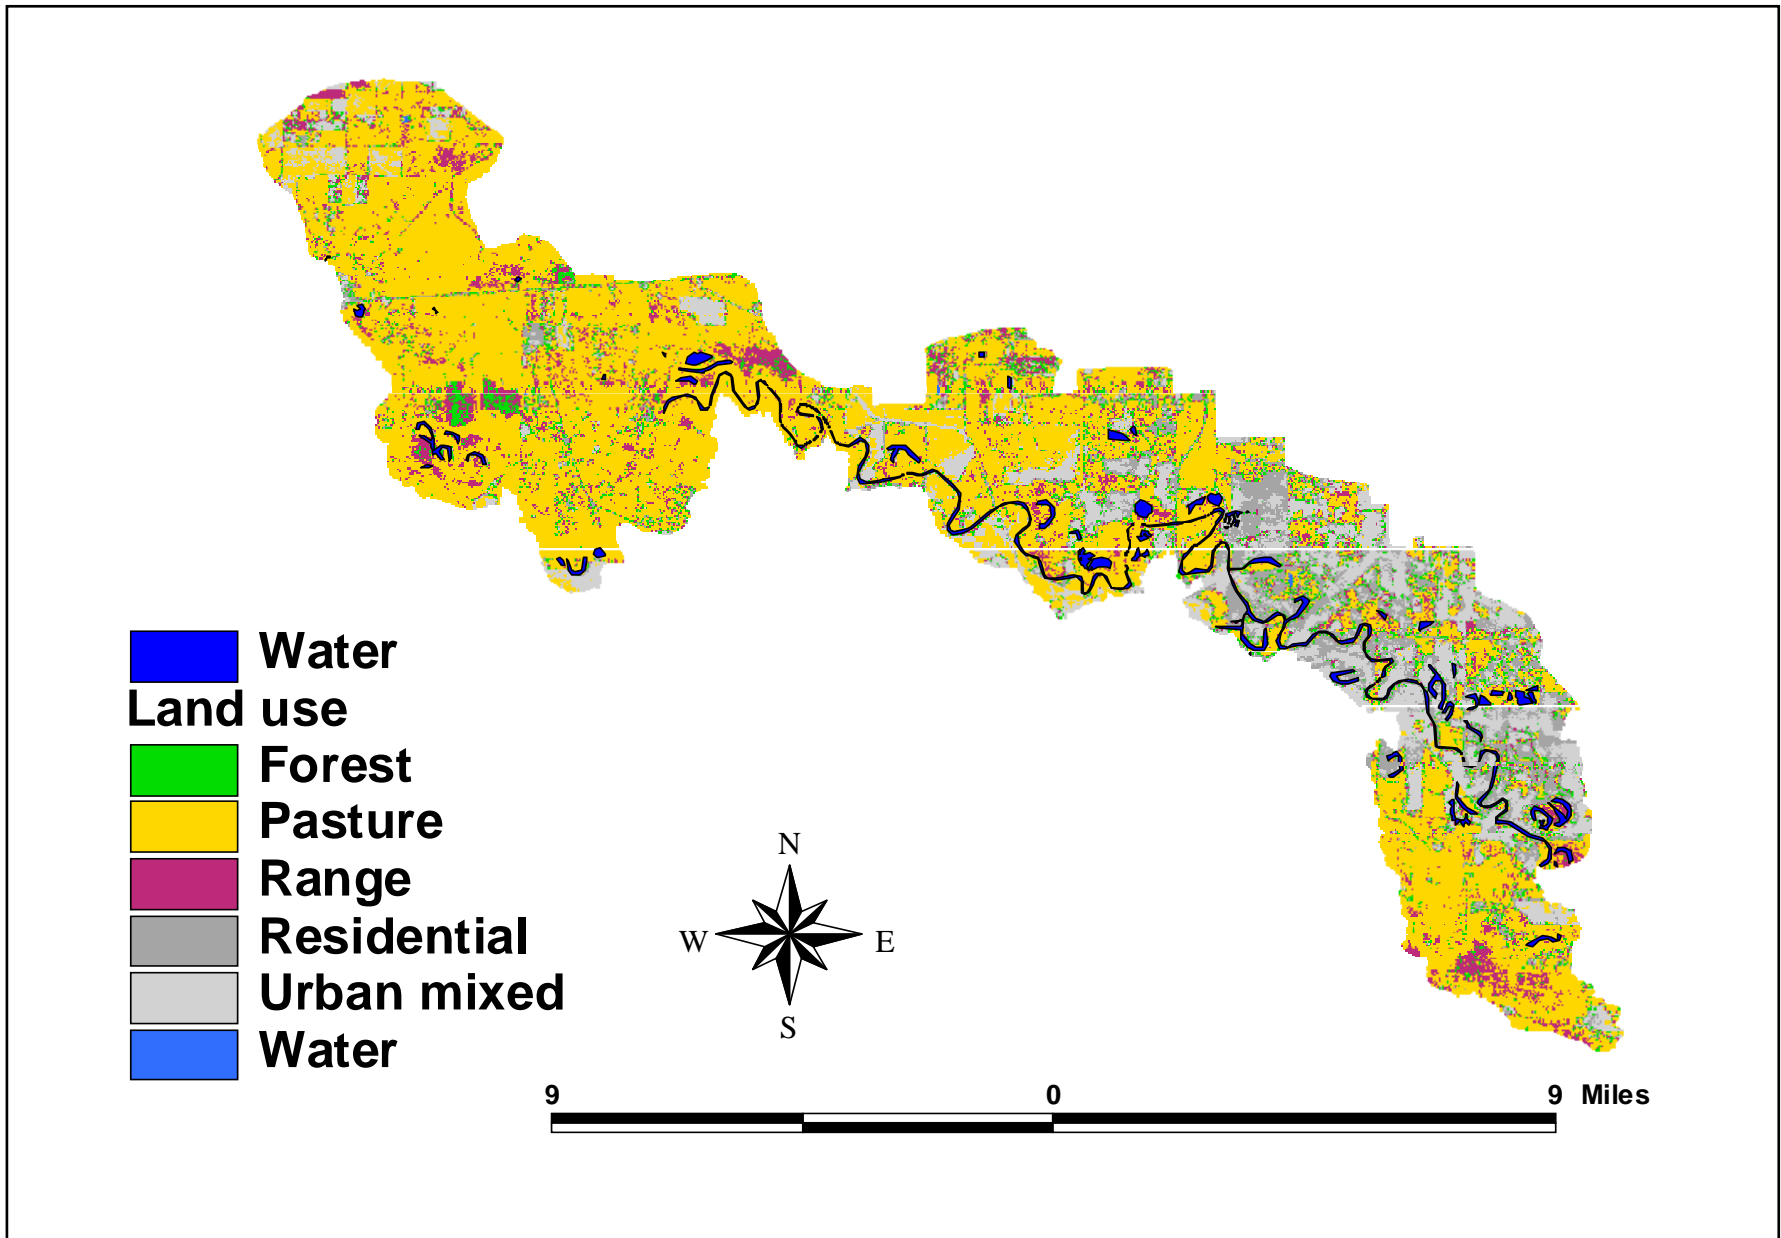 Water
Land use
Forest
Pasture
Range
Residential
Urban mixed
Water
N
W E
S
9 0 9 Miles